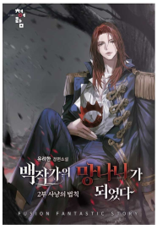 유려한 장편소설
백작가의 망나니가
되었다
2부 사냥의 법칙
FUSION FANTASTIC STORY